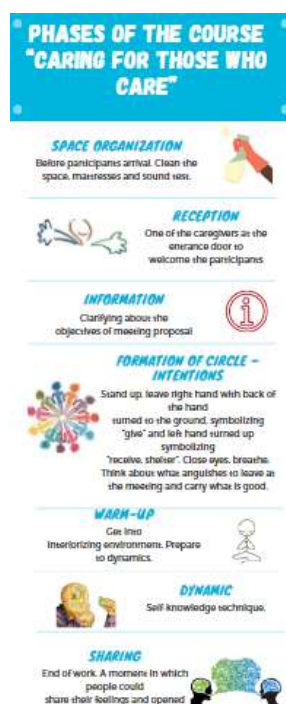 PHASES OF THE COURSE
"CARING FOR THOSE WHO
CARE"
SPACE ORGANIZATION
Before participants arrival. Clean the
space, mattresses and sound test.
RECEPTION
One of the caregivers at the
entrance door to
welcome the participants
INFORMATION
Clarifying about the
objectives of meeting proposal
FORMATION OF CIRCLE –
INTENTIONS
Stand up, leave right hand with back of
the hand
turned to the ground, symbolizing
"give" and left hand turned up
symbolizing
"receive, shelter". Close eyes, breathe.
Think about what anguishes to leave at
the meeting and carry what is good.
WARM-UP
Get into
interiorizing environment. Prepare
to dynamics.
DYNAMIC
Self knowledge technique.
SHARING
End of work. A moment in which
people could
share their feelings and opened